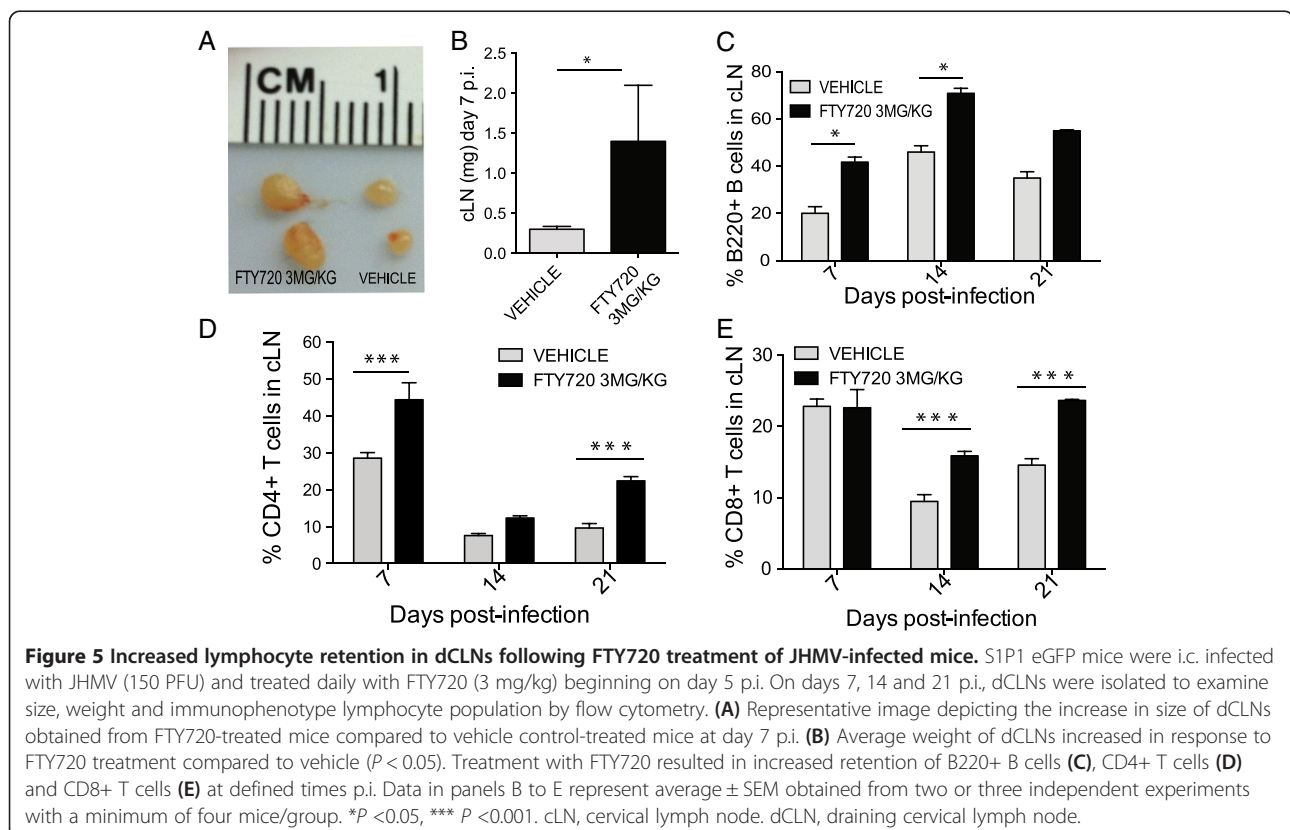 A
CM 1
FTY720 3MG/KG VEHICLE
B
cLN (mg) day 7 p.i.
2.5
2.0
1.5
1.0
0.5
0.0
*
VEHICLE
FTY720
3MG/KG
C
% B220+ B cells in cLN
80
60
40
20
0
VEHICLE
FTY720 3MG/KG
*
*
7 14 21
Days post-infection
D
% CD4+ T cells in cLN
60
50
40
30
20
10
0
VEHICLE
FTY720 3MG/KG
***
***
7 14 21
Days post-infection
E
% CD8+ T cells in cLN
30
20
10
0
VEHICLE
FTY720 3MG/KG
***
***
7 14 21
Days post-infection
Figure 5 Increased lymphocyte retention in dCLNs following FTY720 treatment of JHMV-infected mice. S1P1 eGFP mice were i.c. infected
with JHMV (150 PFU) and treated daily with FTY720 (3 mg/kg) beginning on day 5 p.i. On days 7, 14 and 21 p.i., dCLNs were isolated to examine
size, weight and immunophenotype lymphocyte population by flow cytometry. (A) Representative image depicting the increase in size of dCLNs
obtained from FTY720-treated mice compared to vehicle control-treated mice at day 7 p.i. (B) Average weight of dCLNs increased in response to
FTY720 treatment compared to vehicle (P < 0.05). Treatment with FTY720 resulted in increased retention of B220+ B cells (C), CD4+ T cells (D)
and CD8+ T cells (E) at defined times p.i. Data in panels B to E represent average ± SEM obtained from two or three independent experiments
with a minimum of four mice/group. *P <0.05, *** P <0.001. cLN, cervical lymph node. dCLN, draining cervical lymph node.